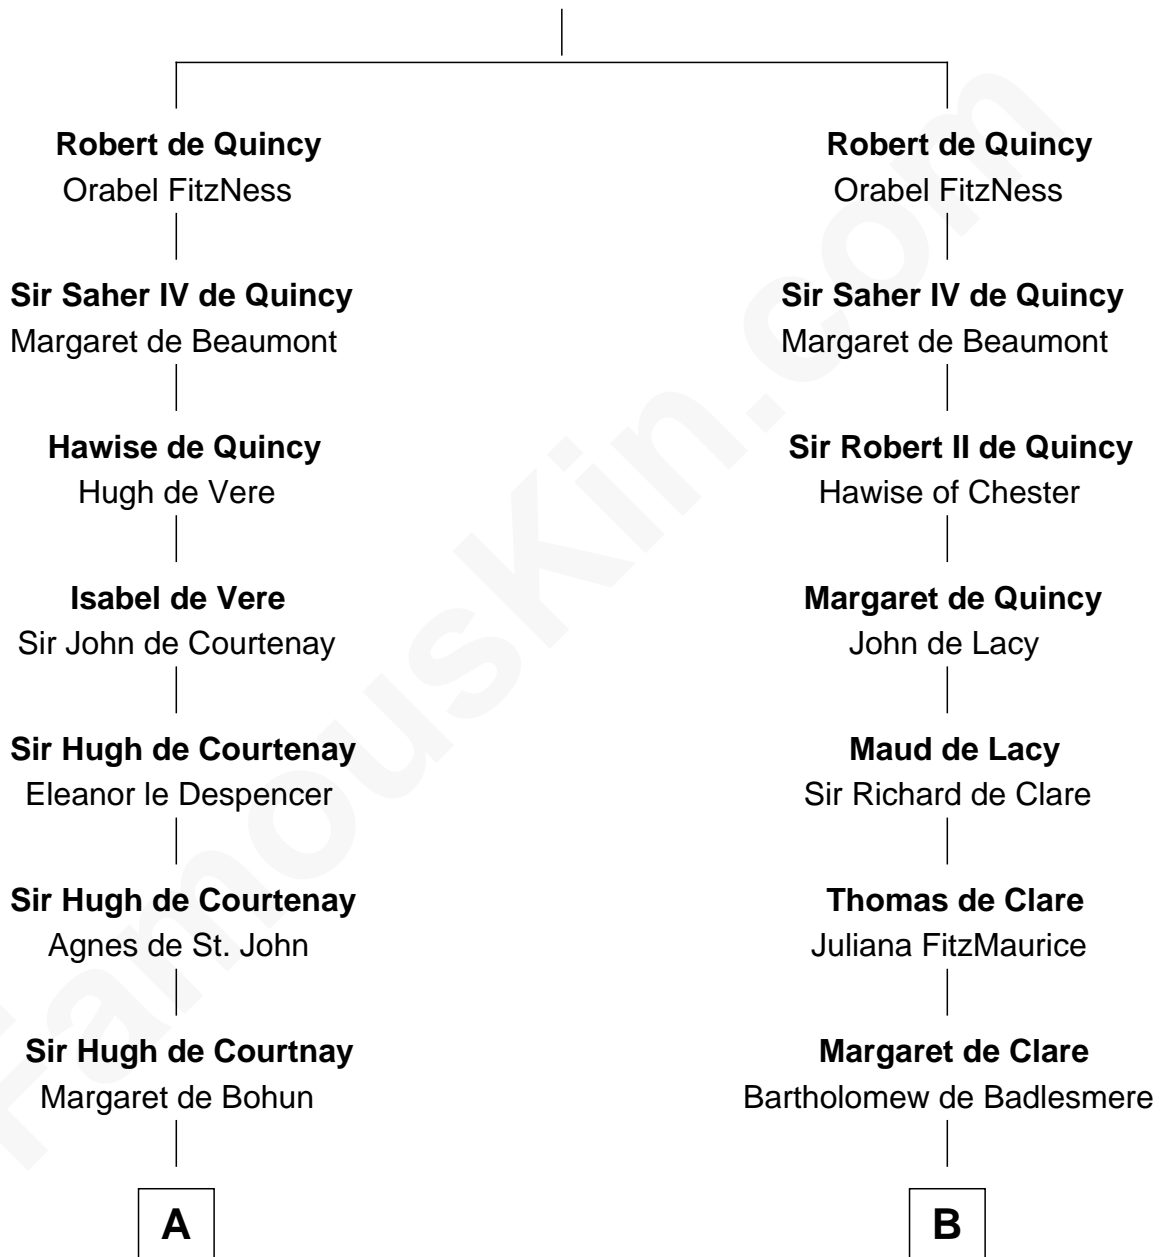 Robert de Quincy
Orabel FitzNess
Sir Saher IV de Quincy
Margaret de Beaumont
Hawise de Quincy
Hugh de Vere
Isabel de Vere
Sir John de Courtenay
Sir Hugh de Courtenay
Eleanor le Despencer
Sir Hugh de Courtenay
Agnes de St. John
Sir Hugh de Courtnay
Margaret de Bohun
A
Robert de Quincy
Orabel FitzNess
Sir Saher IV de Quincy
Margaret de Beaumont
Sir Robert II de Quincy
Hawise of Chester
Margaret de Quincy
John de Lacy
Maud de Lacy
Sir Richard de Clare
Thomas de Clare
Juliana FitzMaurice
Margaret de Clare
Bartholomew de Badlesmere
B
FamousKin.com